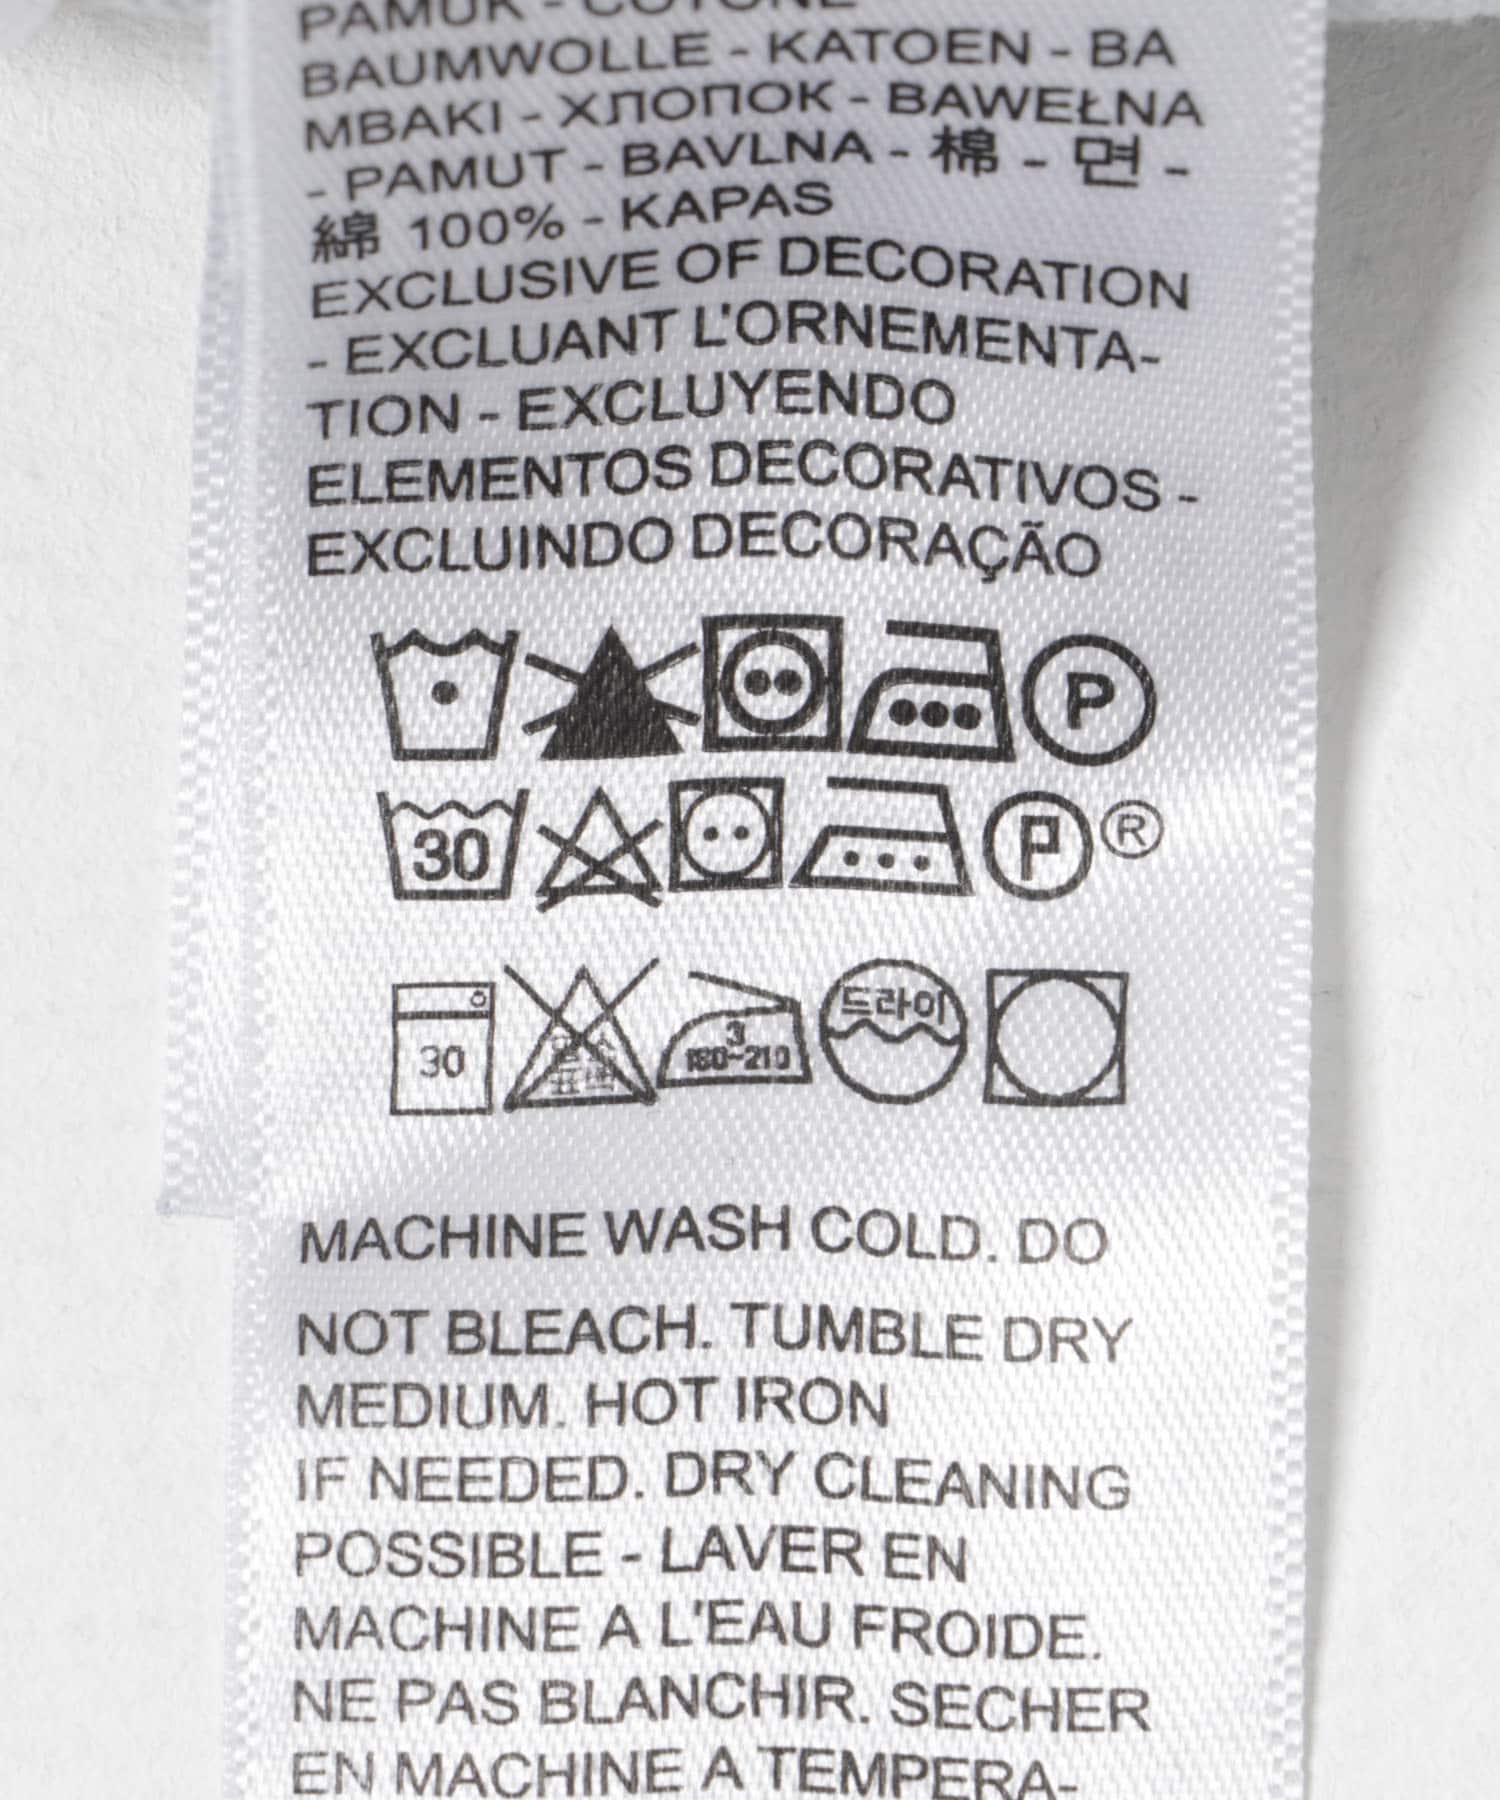 PAMUK - COTONE
BAUMWOLLE - KATOEN - BA
MBAKI - ХЛОПОК - BAWEŁNA
- PAMUT - BAVLNA - 棉 - 면 -
綿 100% - KAPAS
EXCLUSIVE OF DECORATION
- EXCLUANT L'ORNEMENTA-
TION - EXCLUYENDO
ELEMENTOS DECORATIVOS -
EXCLUINDO DECORAÇÃO
P
30 P ®
30 3 드라이
180~210
MACHINE WASH COLD. DO
NOT BLEACH. TUMBLE DRY
MEDIUM. HOT IRON
IF NEEDED. DRY CLEANING
POSSIBLE - LAVER EN
MACHINE A L'EAU FROIDE.
NE PAS BLANCHIR. SECHER
EN MACHINE A TEMPERA-